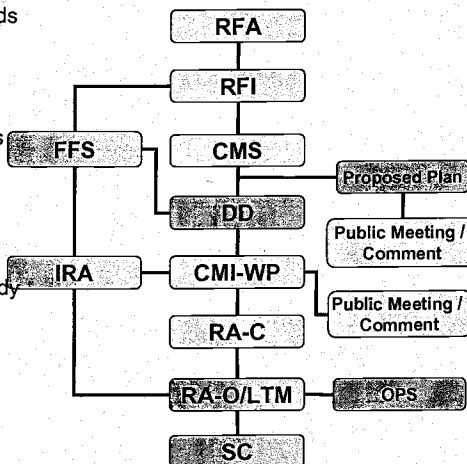 ds
RFA
RFI
s
FFS
CMS
Proposed Plan
DD
Public Meeting /
Comment
IRA
CMI-WP
dy
Public Meeting /
Comment
RA-C
RA-O/LTM
OPS
SC